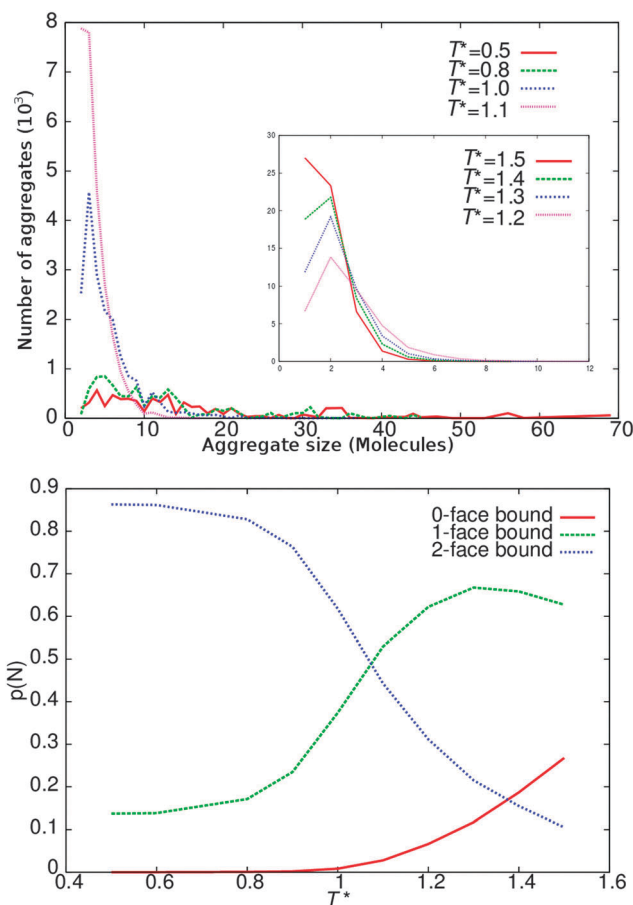 8
7
6
5
4
3
2
1
0
0 10 20 30 40 50 60 70
Number of aggregates (10³)
Aggregate size (Molecules)
T*=0.5
T*=0.8
T*=1.0
T*=1.1
30
25
20
15
10
5
0
0 2 4 6 8 10 12
T*=1.5
T*=1.4
T*=1.3
T*=1.2
0.9
0.8
0.7
0.6
0.5
0.4
0.3
0.2
0.1
0
0.4 0.6 0.8 1 1.2 1.4 1.6
p(N)
T*
0-face bound
1-face bound
2-face bound